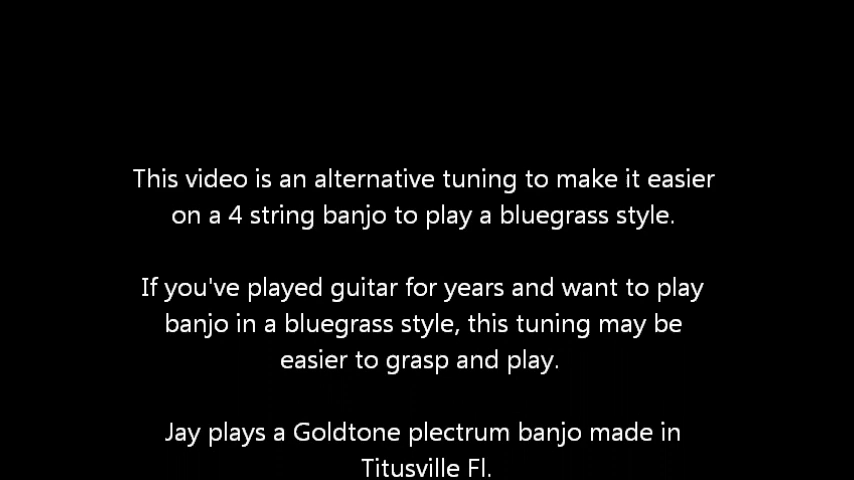 This video is an alternative tuning to make it easier
on a 4 string banjo to play a bluegrass style.
If you've played guitar for years and want to play
banjo in a bluegrass style, this tuning may be
easier to grasp and play.
Jay plays a Goldtone plectrum banjo made in
Titusville Fl.